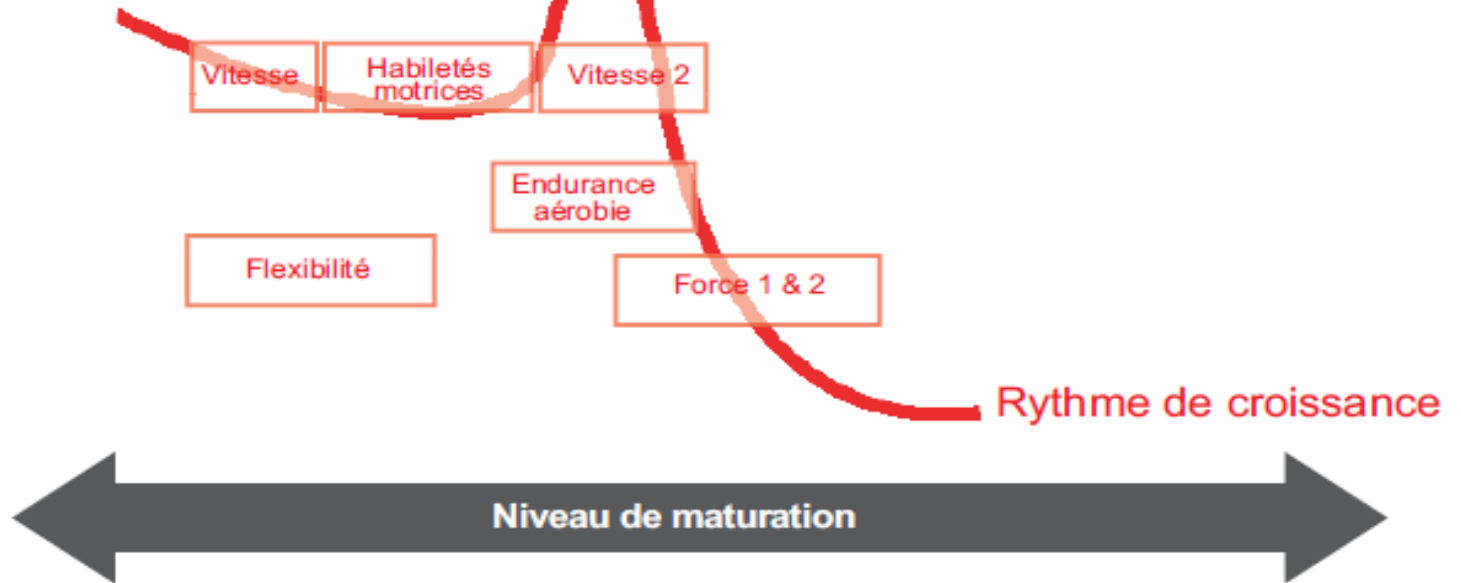 Vitesse
Habiletés
motrices
Vitesse 2
Endurance
aérobie
Flexibilité
Force 1 & 2
Rythme de croissance
Niveau de maturation